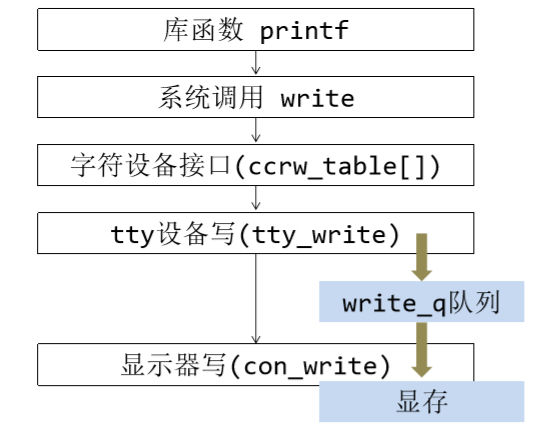 库函数 printf
系统调用 write
字符设备接口(ccrw_table[])
tty设备写(tty_write)
write_q队列
显示器写(con_write)
显存